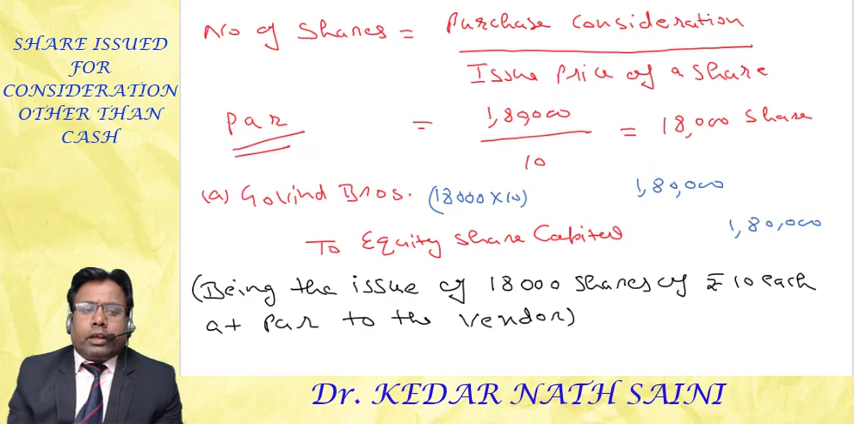 SHARE ISSUED
FOR
CONSIDERATION
OTHER THAN
CASH
No of Shares = Purchase Consideration
Issue Price of a Share
Par = 1,80,000 = 18,000 Share
10
(a) Govind Bros. (18000 X 10) 1,80,000
To Equity Share Capital 1,80,000
(Being the issue of 18000 shares of ₹ 10 each
at Par to the Vendor)
Dr. KEDAR NATH SAINI